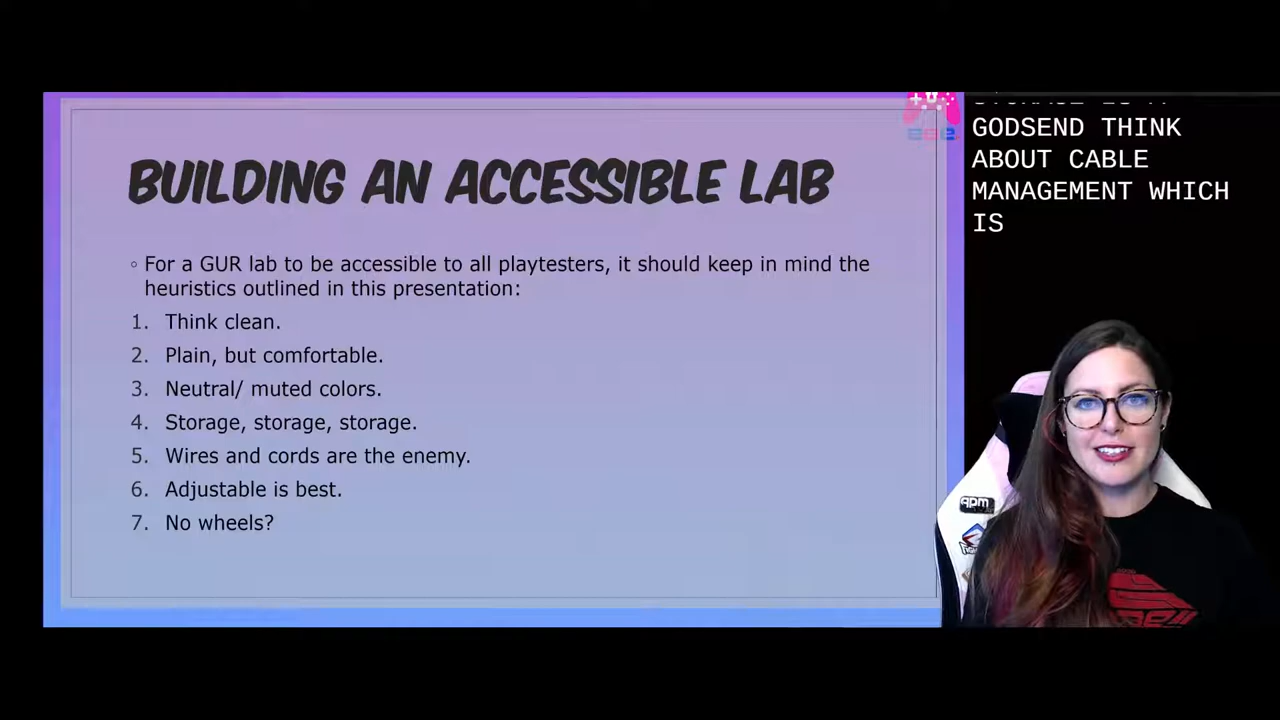 BUILDING AN ACCESSIBLE LAB
◦ For a GUR lab to be accessible to all playtesters, it should keep in mind the
heuristics outlined in this presentation:
1. Think clean.
2. Plain, but comfortable.
3. Neutral/ muted colors.
4. Storage, storage, storage.
5. Wires and cords are the enemy.
6. Adjustable is best.
7. No wheels?
GODSEND THINK
ABOUT CABLE
MANAGEMENT WHICH
IS